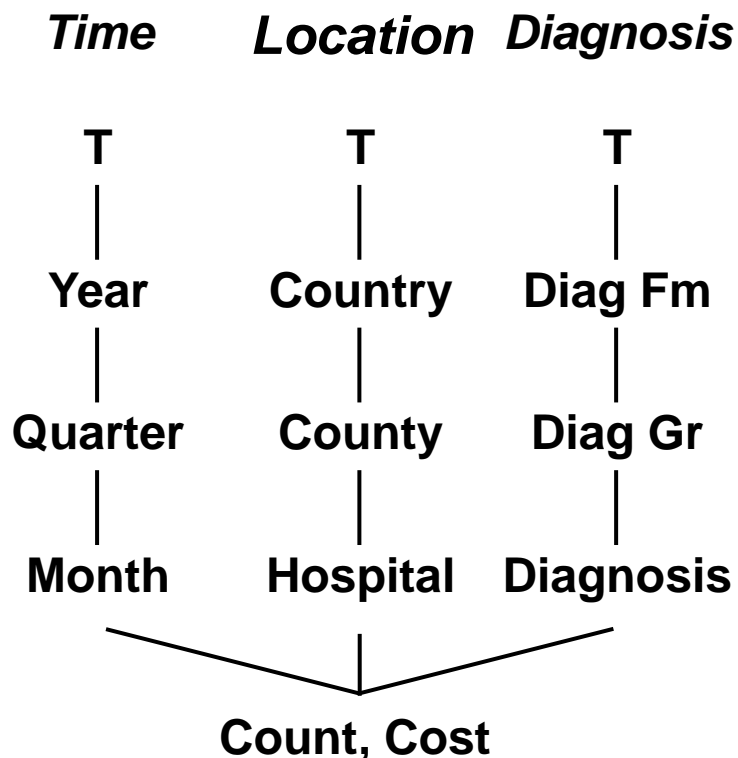 Time Location Diagnosis
T T T
Year Country Diag Fm
Quarter County Diag Gr
Month Hospital Diagnosis
Count, Cost